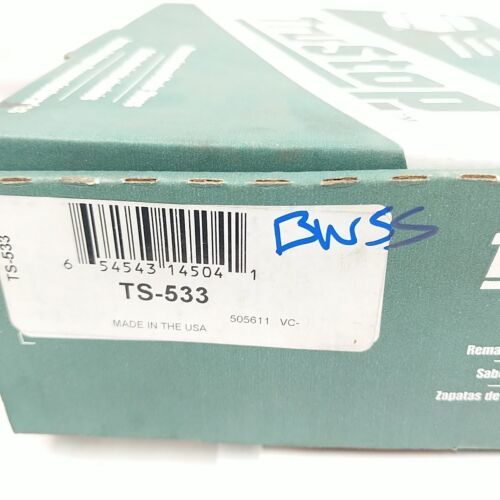 TruStop
BWSS
TS-533
6 54543 14504 1
TS-533
MADE IN THE USA 505611 VC-
Rema
Sabo
Zapatas de